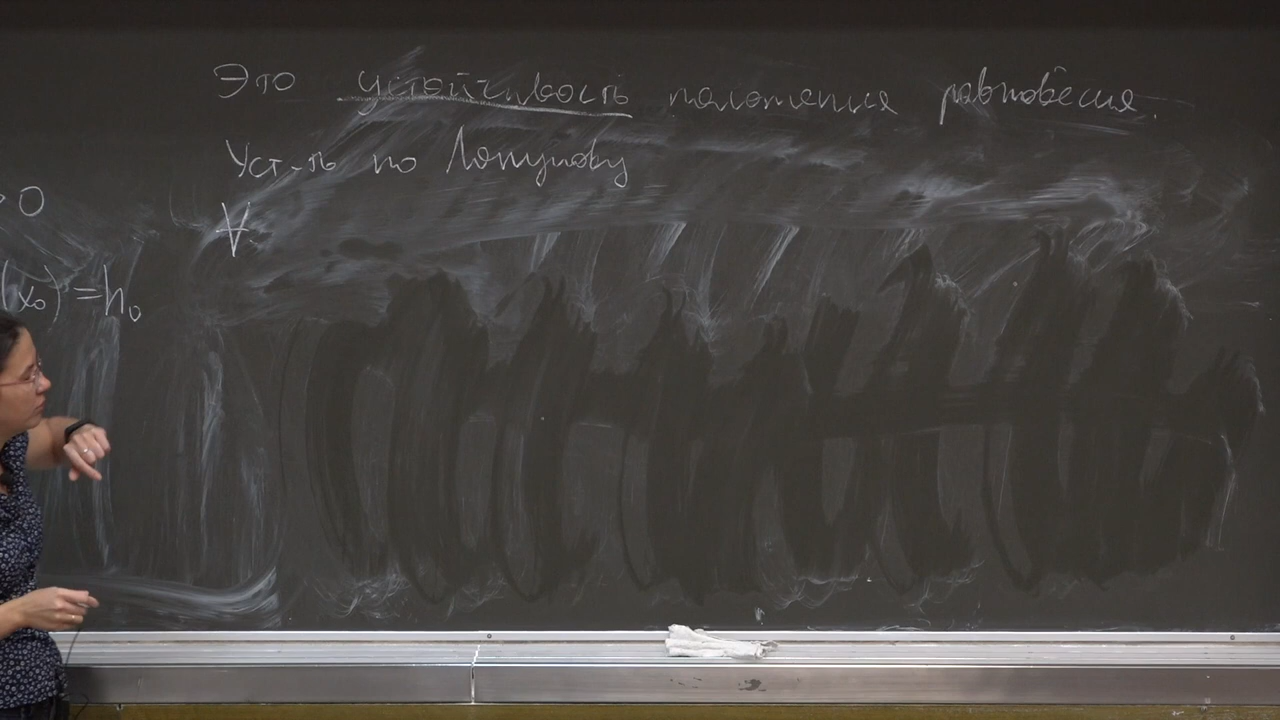 Это устойчивость положения равновесия.
Уст-ть по Ляпунову
>0
∀
(x₀) = h₀